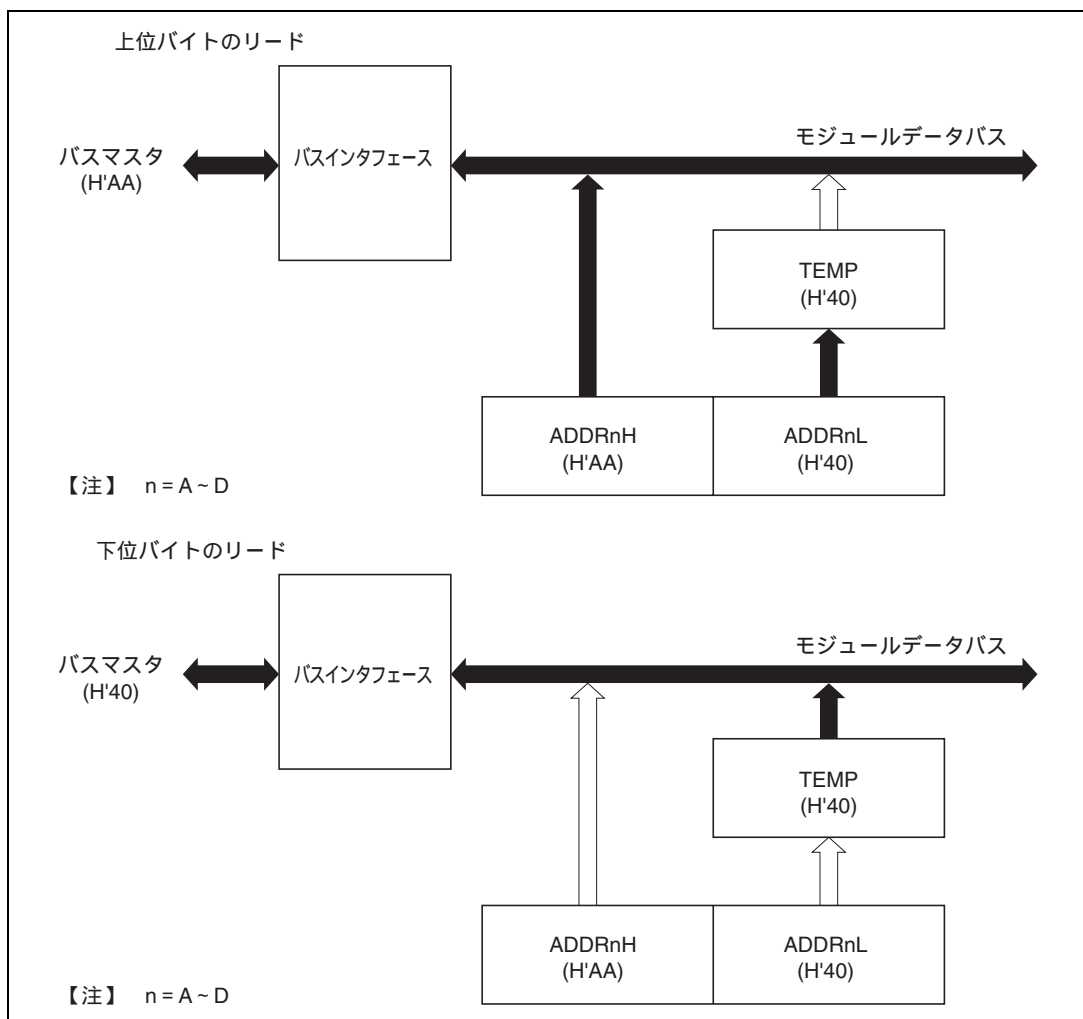 上位バイトのリード
モジュールデータバス
バスマスタ
(H'AA)
バスインタフェース
TEMP
(H'40)
ADDRnH
(H'AA)
ADDRnL
(H'40)
【注】 n = A ~ D
下位バイトのリード
モジュールデータバス
バスマスタ
(H'40)
バスインタフェース
TEMP
(H'40)
ADDRnH
(H'AA)
ADDRnL
(H'40)
【注】 n = A ~ D